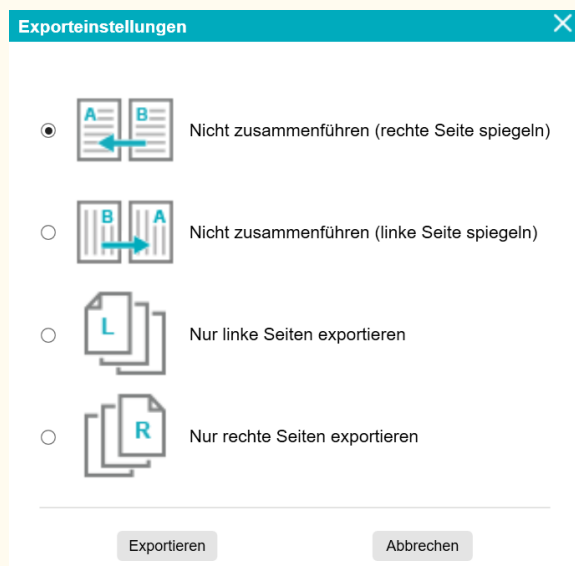 Exporteinstellungen
A B Nicht zusammenführen (rechte Seite spiegeln)
B A Nicht zusammenführen (linke Seite spiegeln)
L Nur linke Seiten exportieren
R Nur rechte Seiten exportieren
Exportieren Abbrechen